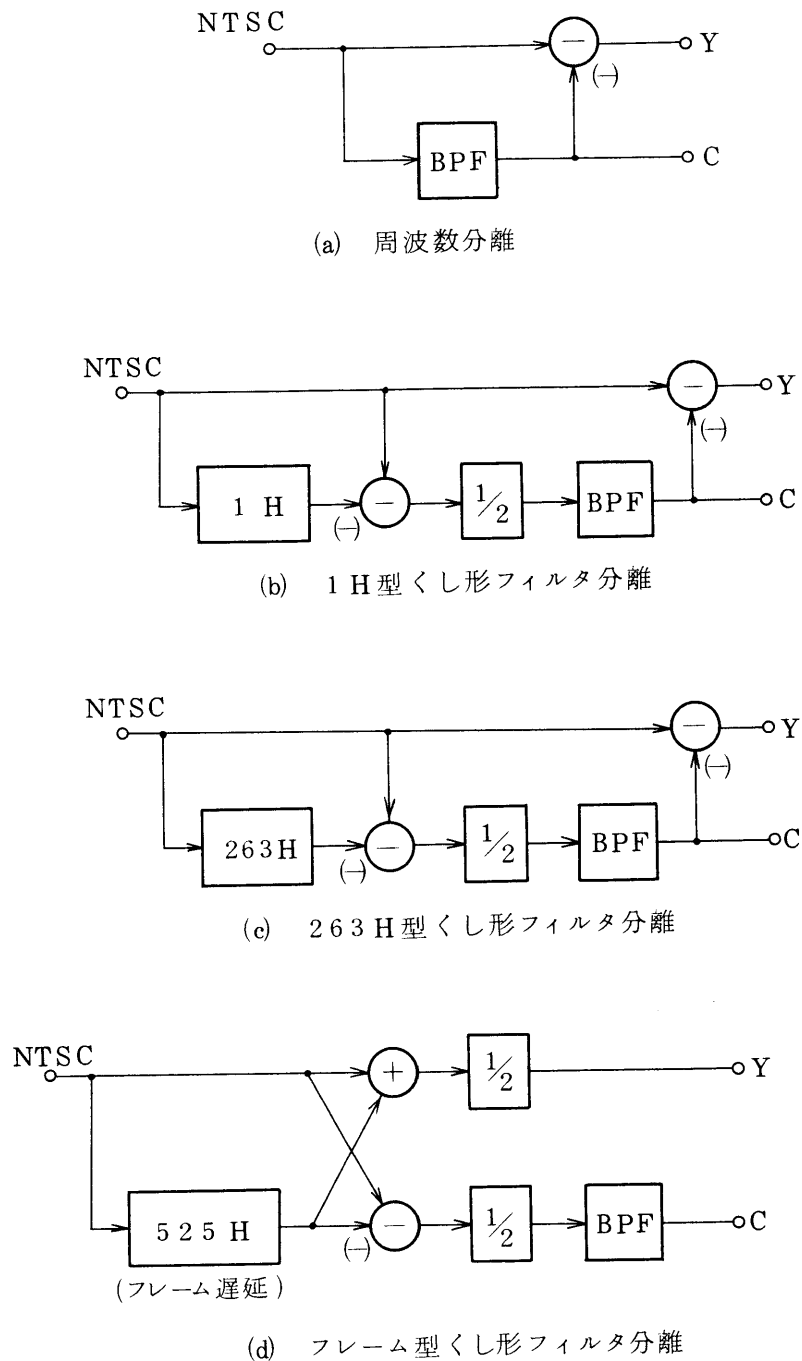 NTSC
Y
(−)
BPF
C
(a) 周波数分離
NTSC
Y
(−)
1 H
(−)
1/2
BPF
C
(b) 1H型くし形フィルタ分離
NTSC
Y
(−)
263H
(−)
1/2
BPF
C
(c) 263H型くし形フィルタ分離
NTSC
+
1/2
Y
525H
(−)
1/2
BPF
C
(フレーム遅延)
(d) フレーム型くし形フィルタ分離